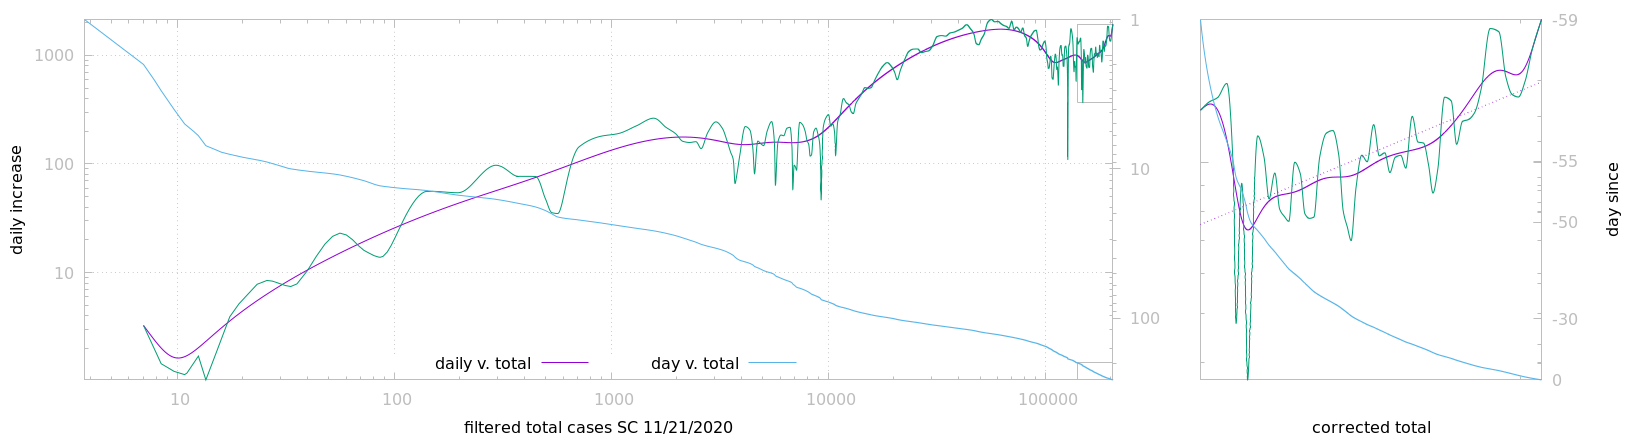 1000
100
10
daily increase
10
100
1000
10000
100000
filtered total cases SC 11/21/2020
daily v. total
day v. total
1
10
100
-59
-55
-50
-30
0
day since
corrected total